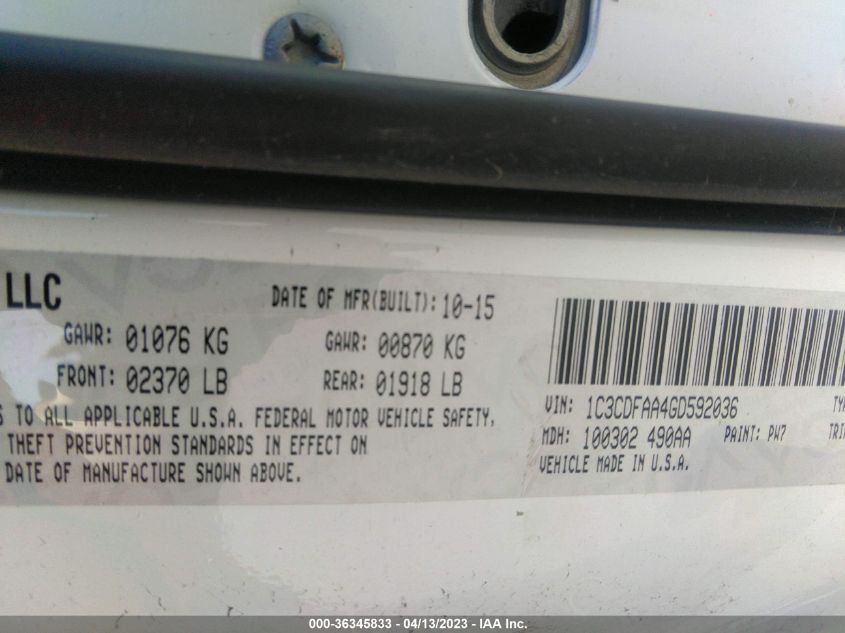 LLC
DATE OF MFR(BUILT): 10-15
GAWR: 01076 KG
GAWR: 00870 KG
FRONT: 02370 LB
REAR: 01918 LB
TO ALL APPLICABLE U.S.A. FEDERAL MOTOR VEHICLE SAFETY,
THEFT PREVENTION STANDARDS IN EFFECT ON
DATE OF MANUFACTURE SHOWN ABOVE.
VIN: 1C3CDFAA4GD592036
MDH: 100302 490AA PAINT: PW7
VEHICLE MADE IN U.S.A.
000-36345833 - 04/13/2023 - IAA Inc.